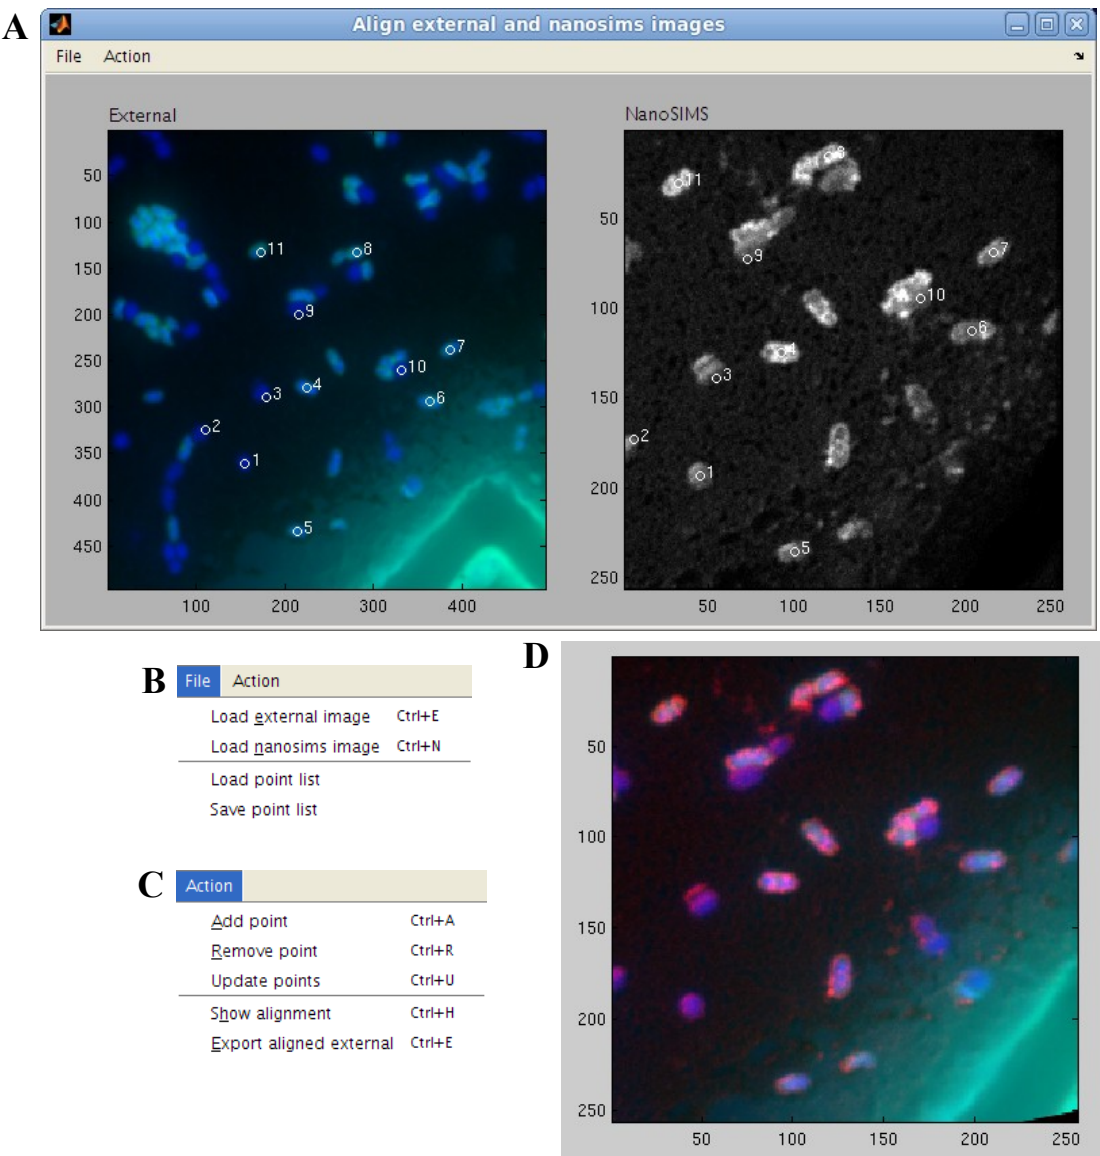 A
Align external and nanosims images
File Action
External
50
100
150
200
250
300
350
400
450
100 200 300 400
11
8
9
7
10
4
3
6
2
1
5
NanoSIMS
50
100
150
200
250
50 100 150 200 250
8
11
7
9
10
6
4
3
2
1
5
B
File Action
Load external image Ctrl+E
Load nanosims image Ctrl+N
Load point list
Save point list
C
Action
Add point Ctrl+A
Remove point Ctrl+R
Update points Ctrl+U
Show alignment Ctrl+H
Export aligned external Ctrl+E
D
50
100
150
200
250
50 100 150 200 250